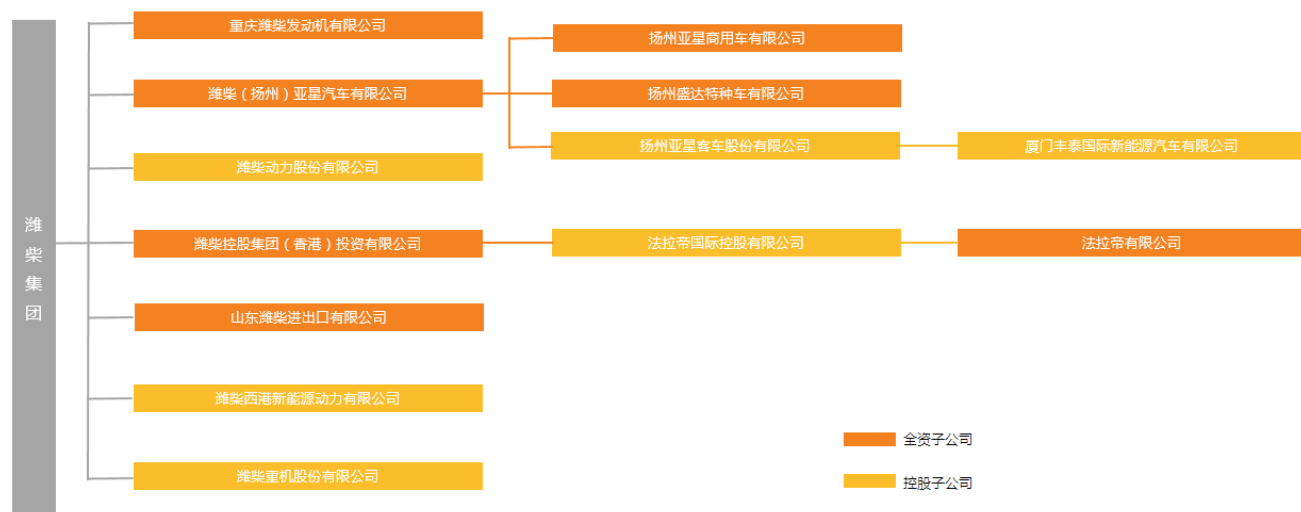 潍柴集团
重庆潍柴发动机有限公司
潍柴（扬州）亚星汽车有限公司
扬州亚星商用车有限公司
扬州盛达特种车有限公司
扬州亚星客车股份有限公司
厦门丰泰国际新能源汽车有限公司
潍柴动力股份有限公司
潍柴控股集团（香港）投资有限公司
法拉帝国际控股有限公司
法拉帝有限公司
山东潍柴进出口有限公司
潍柴西港新能源动力有限公司
潍柴重机股份有限公司
全资子公司
控股子公司